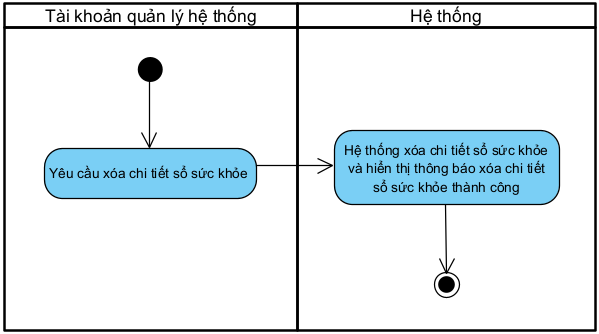 Tài khoản quản lý hệ thống
Hệ thống
Yêu cầu xóa chi tiết sổ sức khỏe
Hệ thống xóa chi tiết sổ sức khỏe
và hiển thị thông báo xóa chi tiết
sổ sức khỏe thành công